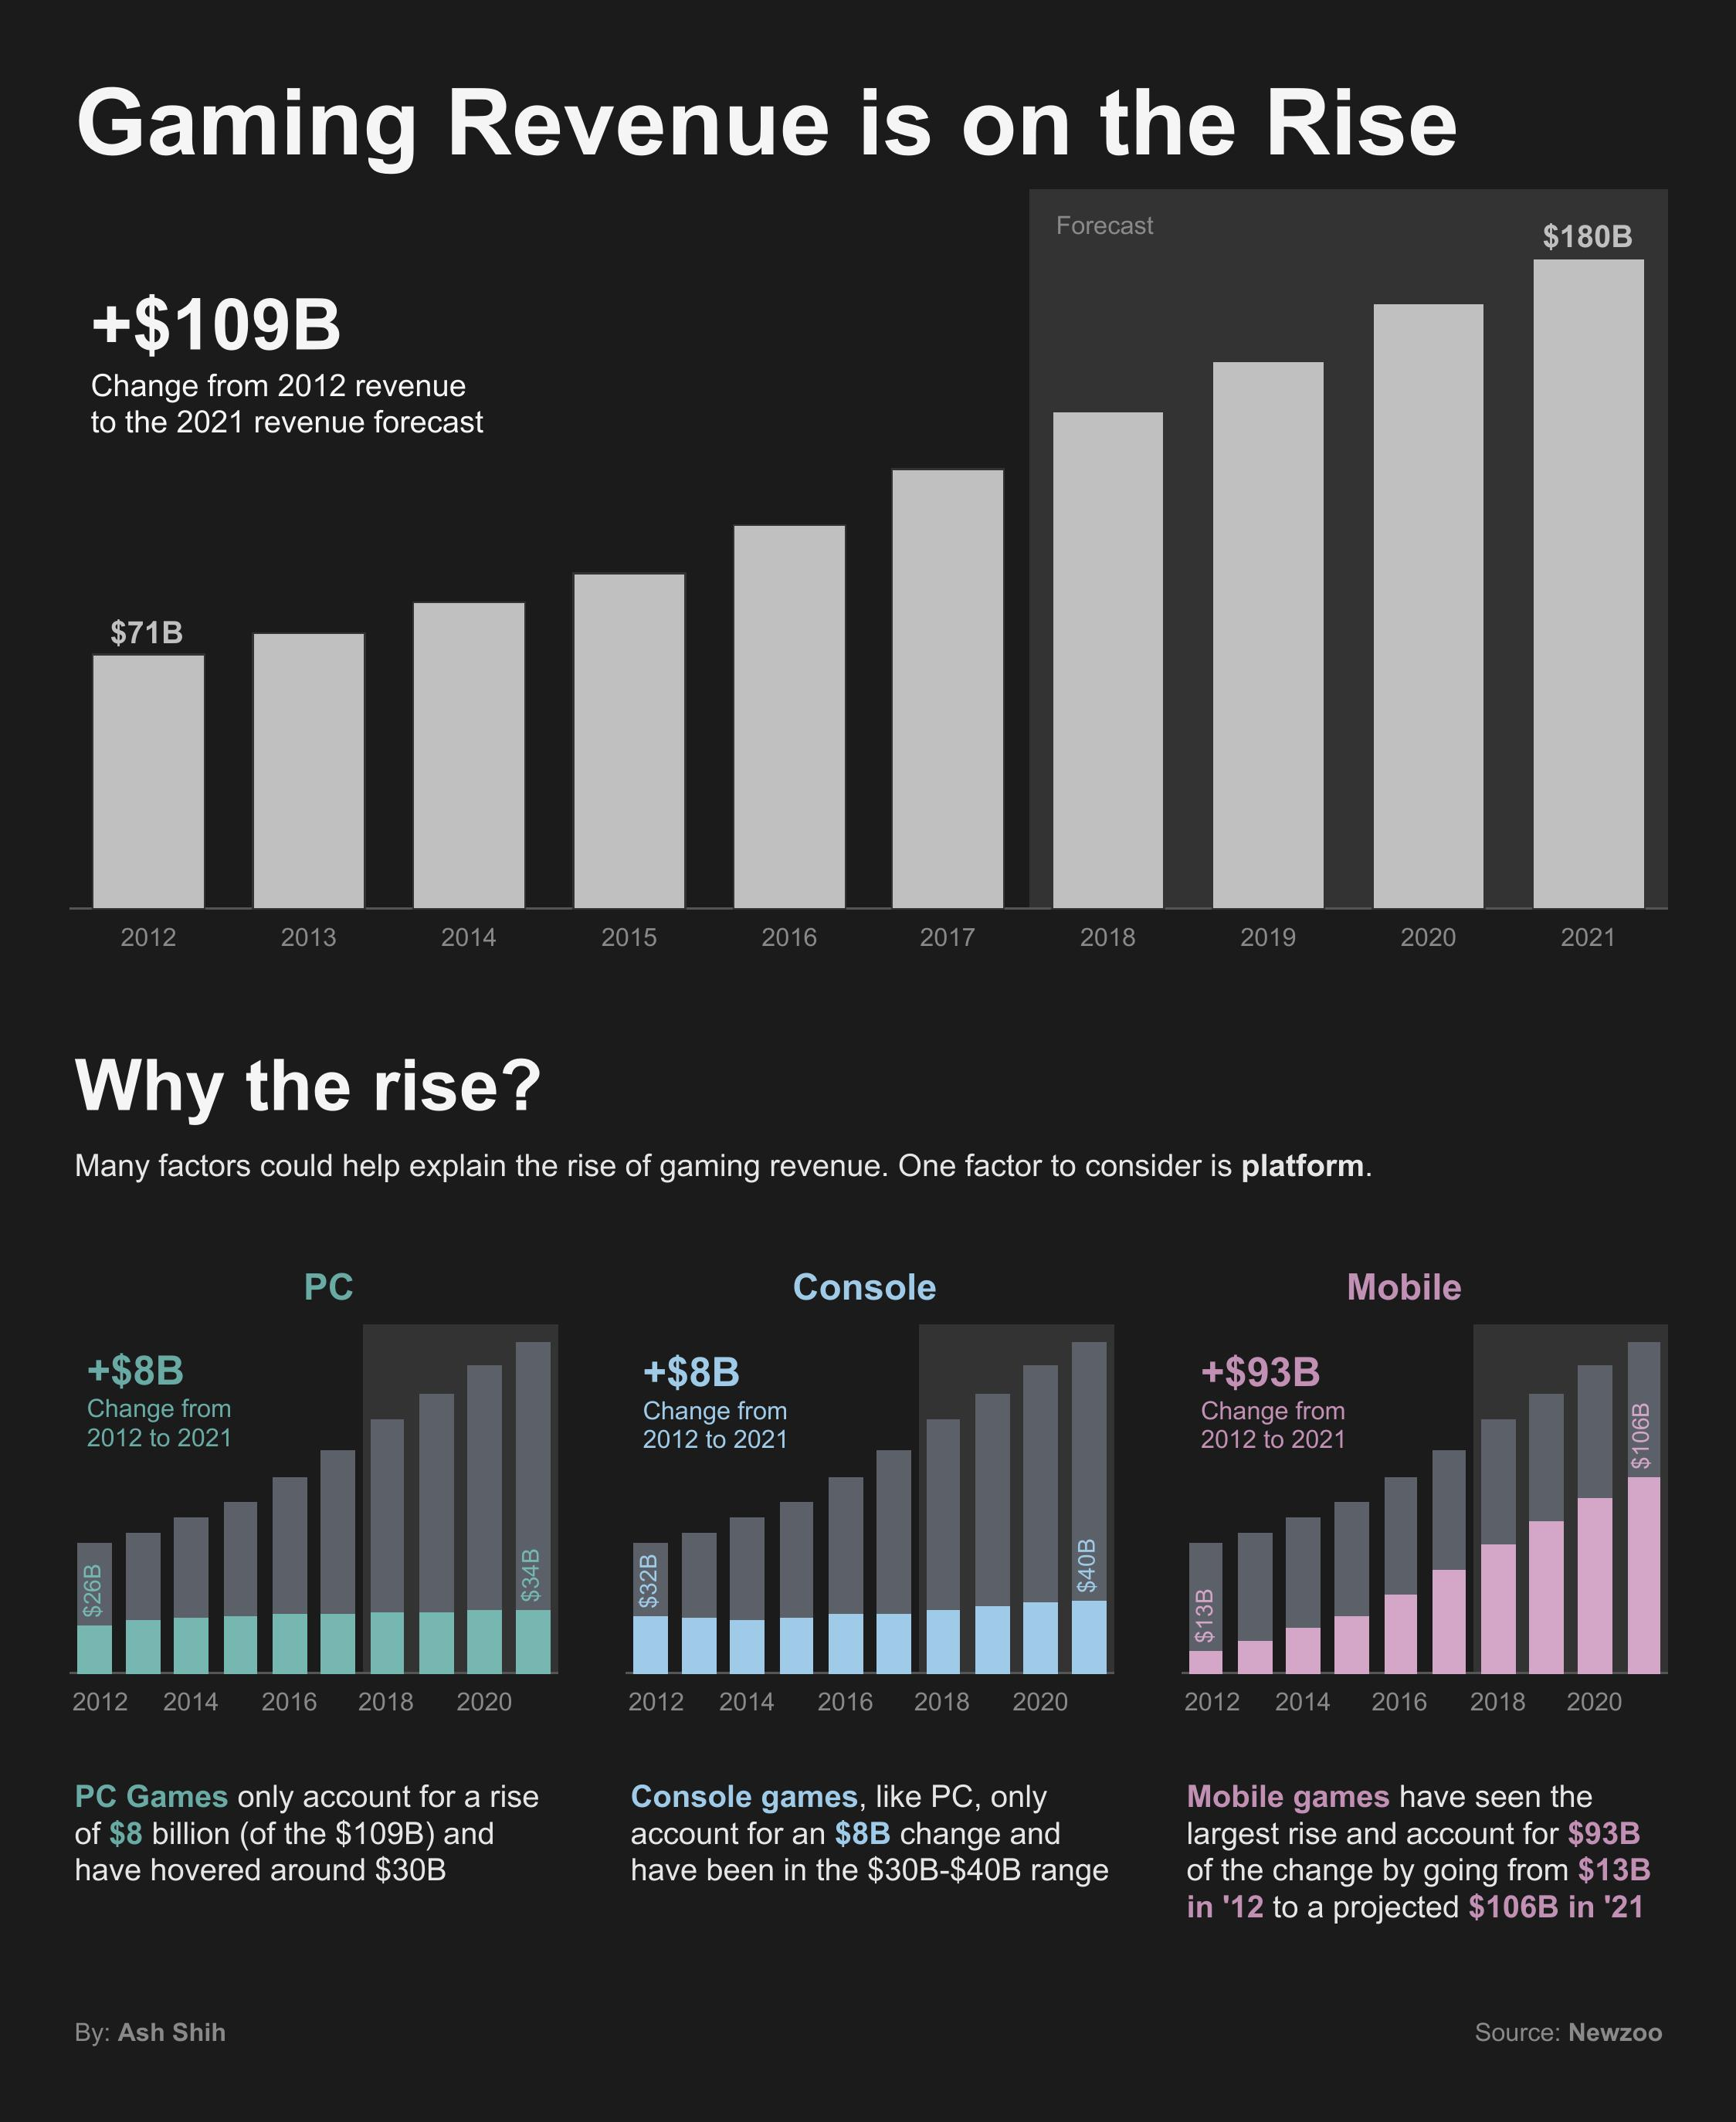 Gaming Revenue is on the Rise
Forecast
$180B
+$109B
Change from 2012 revenue
to the 2021 revenue forecast
$71B
2012 2013 2014 2015 2016 2017 2018 2019 2020 2021
Why the rise?
Many factors could help explain the rise of gaming revenue. One factor to consider is platform.
PC
+$8B
Change from
2012 to 2021
$26B
$34B
2012 2014 2016 2018 2020
PC Games only account for a rise
of $8 billion (of the $109B) and
have hovered around $30B
Console
+$8B
Change from
2012 to 2021
$32B
$40B
2012 2014 2016 2018 2020
Console games, like PC, only
account for an $8B change and
have been in the $30B-$40B range
Mobile
+$93B
Change from
2012 to 2021
$13B
$106B
2012 2014 2016 2018 2020
Mobile games have seen the
largest rise and account for $93B
of the change by going from $13B
in '12 to a projected $106B in '21
By: Ash Shih
Source: Newzoo